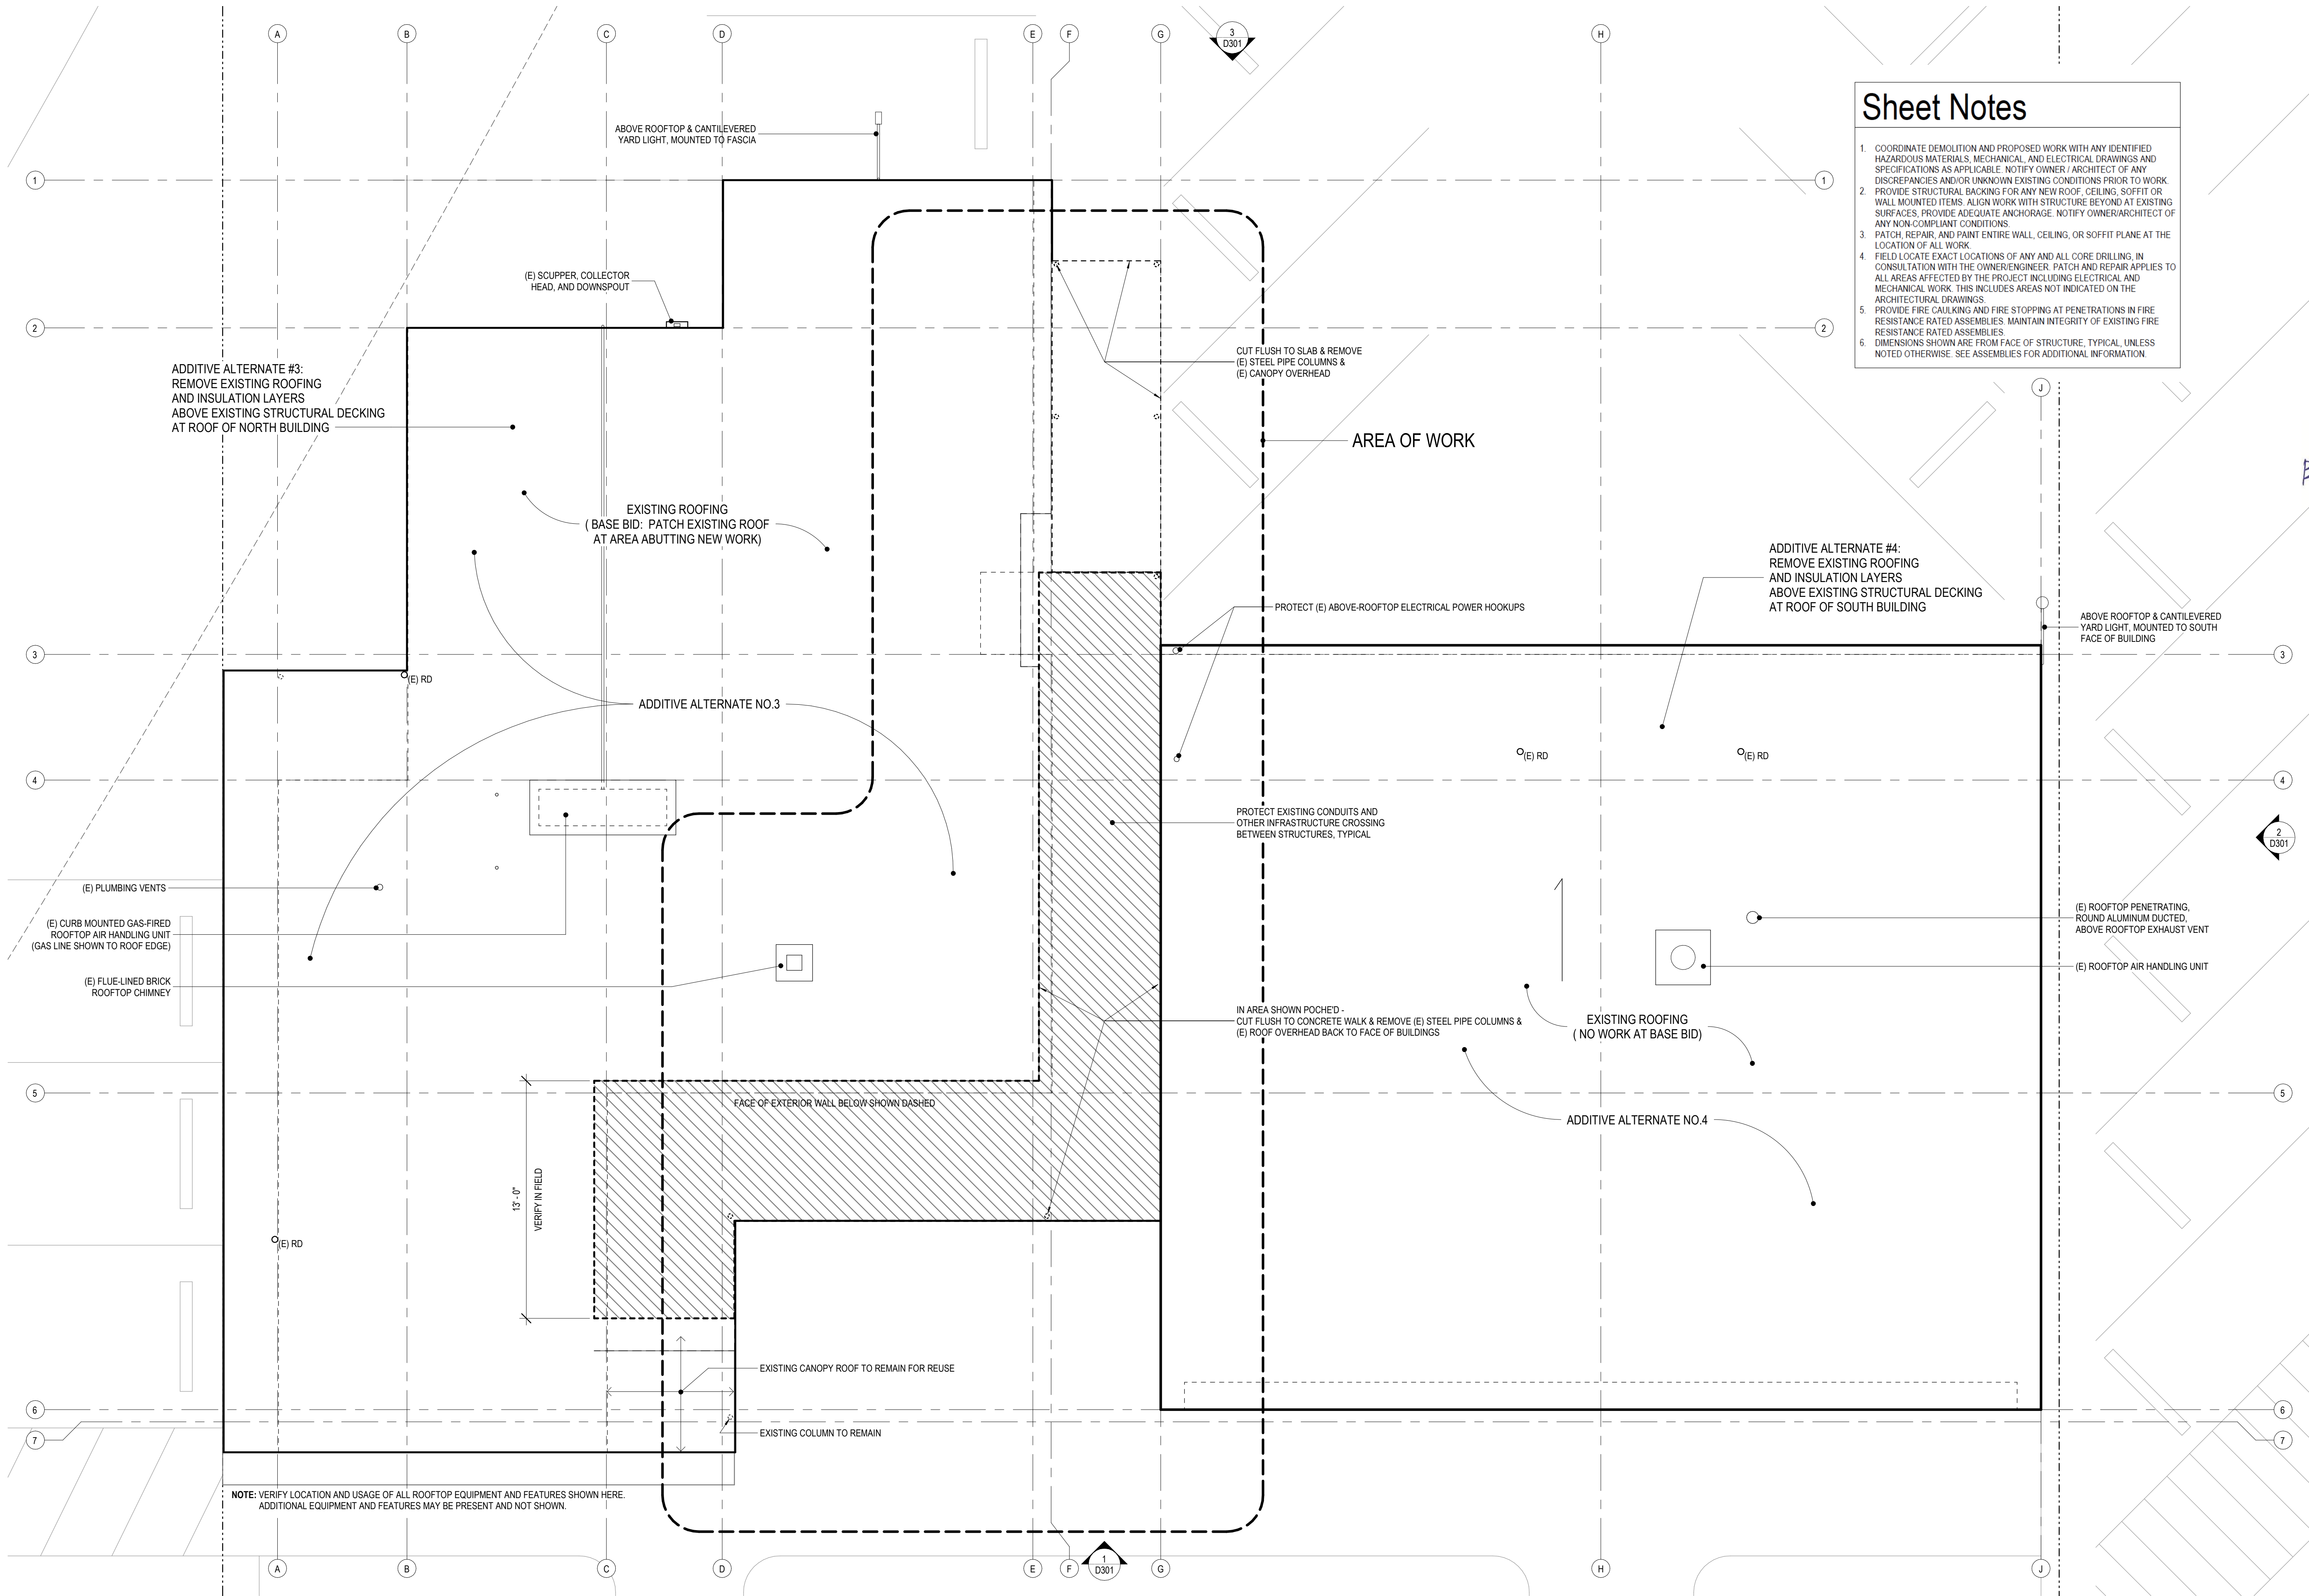 A
B
C
D
E
F
G
H
3
D301
Sheet Notes
1. COORDINATE DEMOLITION AND PROPOSED WORK WITH ANY IDENTIFIED
HAZARDOUS MATERIALS, MECHANICAL, AND ELECTRICAL DRAWINGS AND
SPECIFICATIONS AS APPLICABLE. NOTIFY OWNER / ARCHITECT OF ANY
DISCREPANCIES AND/OR UNKNOWN EXISTING CONDITIONS PRIOR TO WORK.
2. PROVIDE STRUCTURAL BACKING FOR ANY NEW ROOF, CEILING, SOFFIT OR
WALL MOUNTED ITEMS. ALIGN WORK WITH STRUCTURE BEYOND AT EXISTING
SURFACES, PROVIDE ADEQUATE ANCHORAGE. NOTIFY OWNER/ARCHITECT OF
ANY NON-COMPLIANT CONDITIONS.
3. PATCH, REPAIR, AND PAINT ENTIRE WALL, CEILING, OR SOFFIT PLANE AT THE
LOCATION OF ALL WORK.
4. FIELD LOCATE EXACT LOCATIONS OF ANY AND ALL CORE DRILLING, IN
CONSULTATION WITH THE OWNER/ENGINEER. PATCH AND REPAIR APPLIES TO
ALL AREAS AFFECTED BY THE PROJECT INCLUDING ELECTRICAL AND
MECHANICAL WORK. THIS INCLUDES AREAS NOT INDICATED ON THE
ARCHITECTURAL DRAWINGS.
5. PROVIDE FIRE CAULKING AND FIRE STOPPING AT PENETRATIONS IN FIRE
RESISTANCE RATED ASSEMBLIES. MAINTAIN INTEGRITY OF EXISTING FIRE
RESISTANCE RATED ASSEMBLIES.
6. DIMENSIONS SHOWN ARE FROM FACE OF STRUCTURE, TYPICAL, UNLESS
NOTED OTHERWISE. SEE ASSEMBLIES FOR ADDITIONAL INFORMATION.
ABOVE ROOFTOP & CANTILEVERED
YARD LIGHT, MOUNTED TO FASCIA
1
1
(E) SCUPPER, COLLECTOR
HEAD, AND DOWNSPOUT
2
2
CUT FLUSH TO SLAB & REMOVE
(E) STEEL PIPE COLUMNS &
(E) CANOPY OVERHEAD
ADDITIVE ALTERNATE #3:
REMOVE EXISTING ROOFING
AND INSULATION LAYERS
ABOVE EXISTING STRUCTURAL DECKING
AT ROOF OF NORTH BUILDING
J
AREA OF WORK
EXISTING ROOFING
( BASE BID: PATCH EXISTING ROOF
AT AREA ABUTTING NEW WORK)
ADDITIVE ALTERNATE #4:
REMOVE EXISTING ROOFING
AND INSULATION LAYERS
ABOVE EXISTING STRUCTURAL DECKING
AT ROOF OF SOUTH BUILDING
PROTECT (E) ABOVE-ROOFTOP ELECTRICAL POWER HOOKUPS
ABOVE ROOFTOP & CANTILEVERED
YARD LIGHT, MOUNTED TO SOUTH
FACE OF BUILDING
3
3
(E) RD
ADDITIVE ALTERNATE NO.3
(E) RD
(E) RD
4
4
PROTECT EXISTING CONDUITS AND
OTHER INFRASTRUCTURE CROSSING
BETWEEN STRUCTURES, TYPICAL
2
D301
(E) PLUMBING VENTS
(E) CURB MOUNTED GAS-FIRED
ROOFTOP AIR HANDLING UNIT
(GAS LINE SHOWN TO ROOF EDGE)
(E) ROOFTOP PENETRATING,
ROUND ALUMINUM DUCTED,
ABOVE ROOFTOP EXHAUST VENT
(E) ROOFTOP AIR HANDLING UNIT
(E) FLUE-LINED BRICK
ROOFTOP CHIMNEY
IN AREA SHOWN POCHE'D -
CUT FLUSH TO CONCRETE WALK & REMOVE (E) STEEL PIPE COLUMNS &
(E) ROOF OVERHEAD BACK TO FACE OF BUILDINGS
EXISTING ROOFING
( NO WORK AT BASE BID)
5
5
FACE OF EXTERIOR WALL BELOW SHOWN DASHED
ADDITIVE ALTERNATE NO.4
13' - 0"
VERIFY IN FIELD
(E) RD
EXISTING CANOPY ROOF TO REMAIN FOR REUSE
6
6
EXISTING COLUMN TO REMAIN
7
7
NOTE: VERIFY LOCATION AND USAGE OF ALL ROOFTOP EQUIPMENT AND FEATURES SHOWN HERE.
ADDITIONAL EQUIPMENT AND FEATURES MAY BE PRESENT AND NOT SHOWN.
1
D301
A
B
C
D
E
F
G
H
J